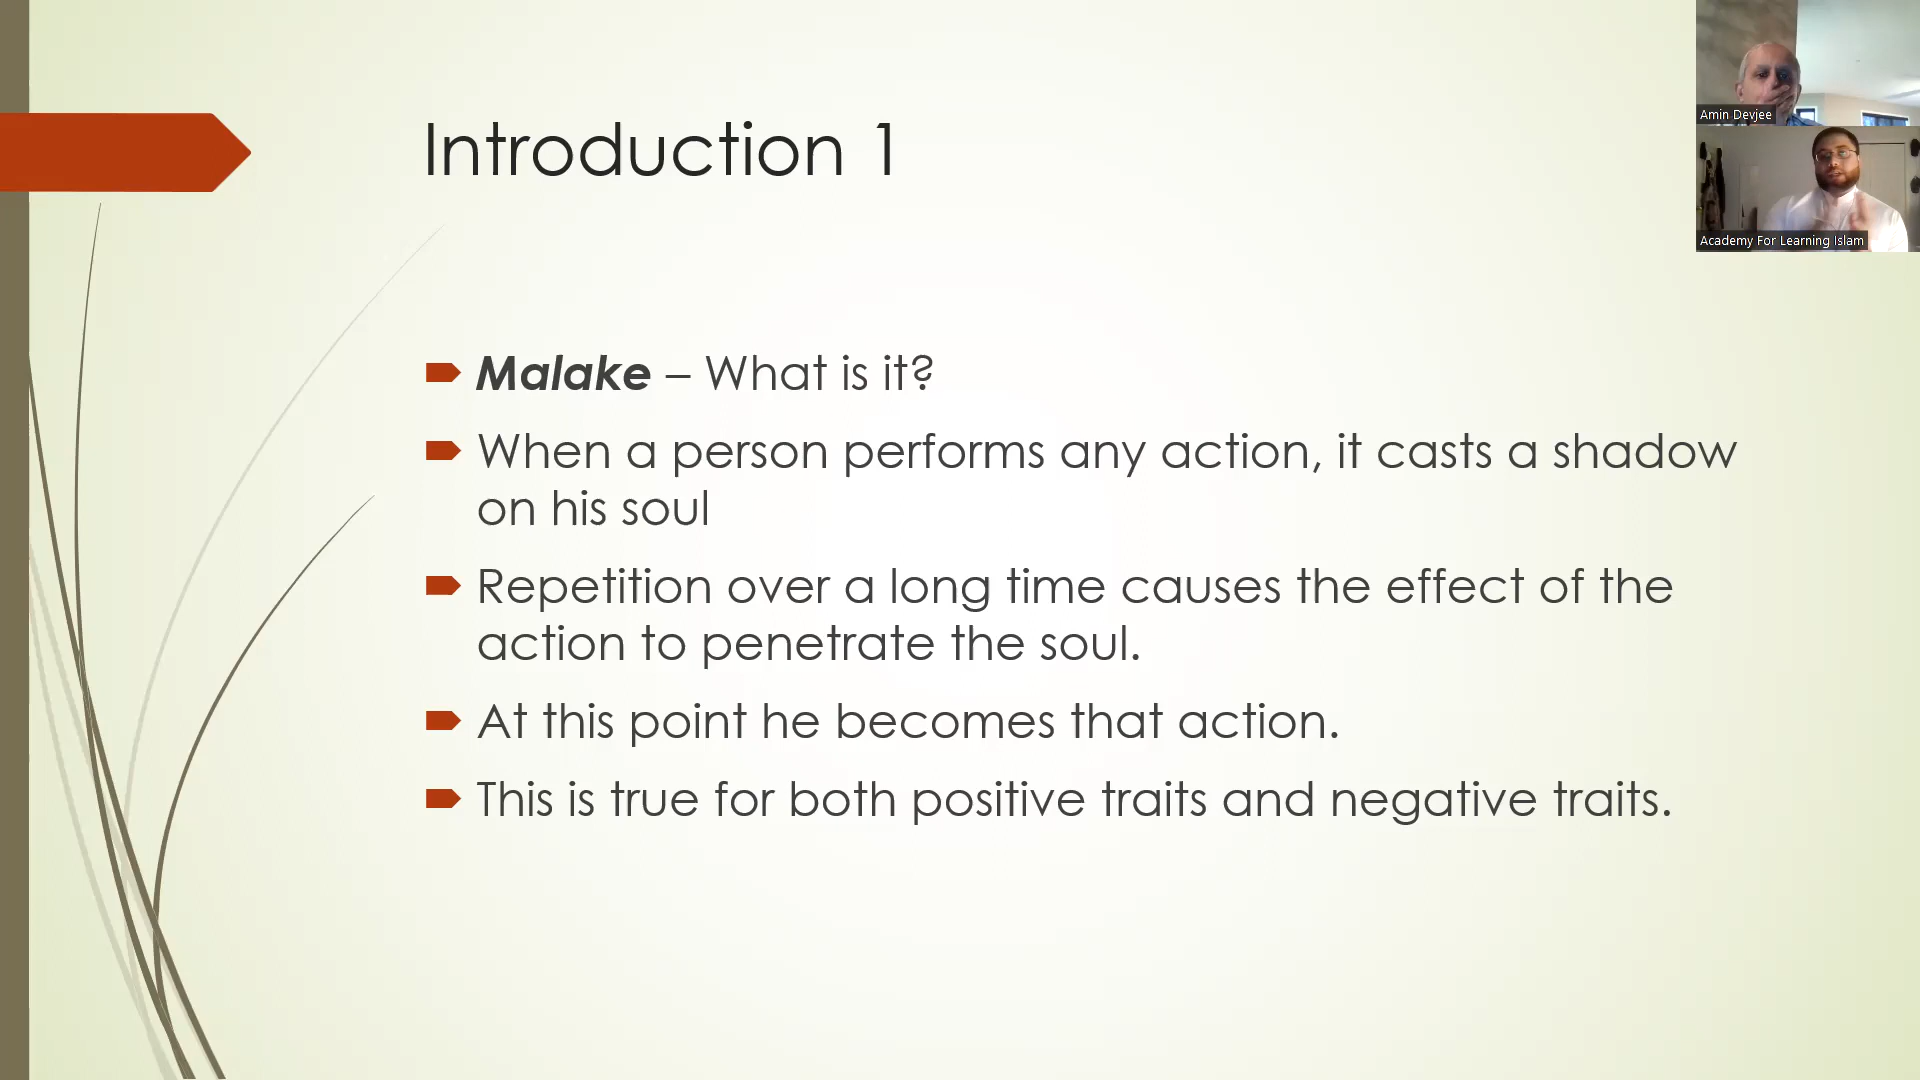 Introduction 1
Malake – What is it?
When a person performs any action, it casts a shadow
on his soul
Repetition over a long time causes the effect of the
action to penetrate the soul.
At this point he becomes that action.
This is true for both positive traits and negative traits.
Amin Devjee
Academy For Learning Islam